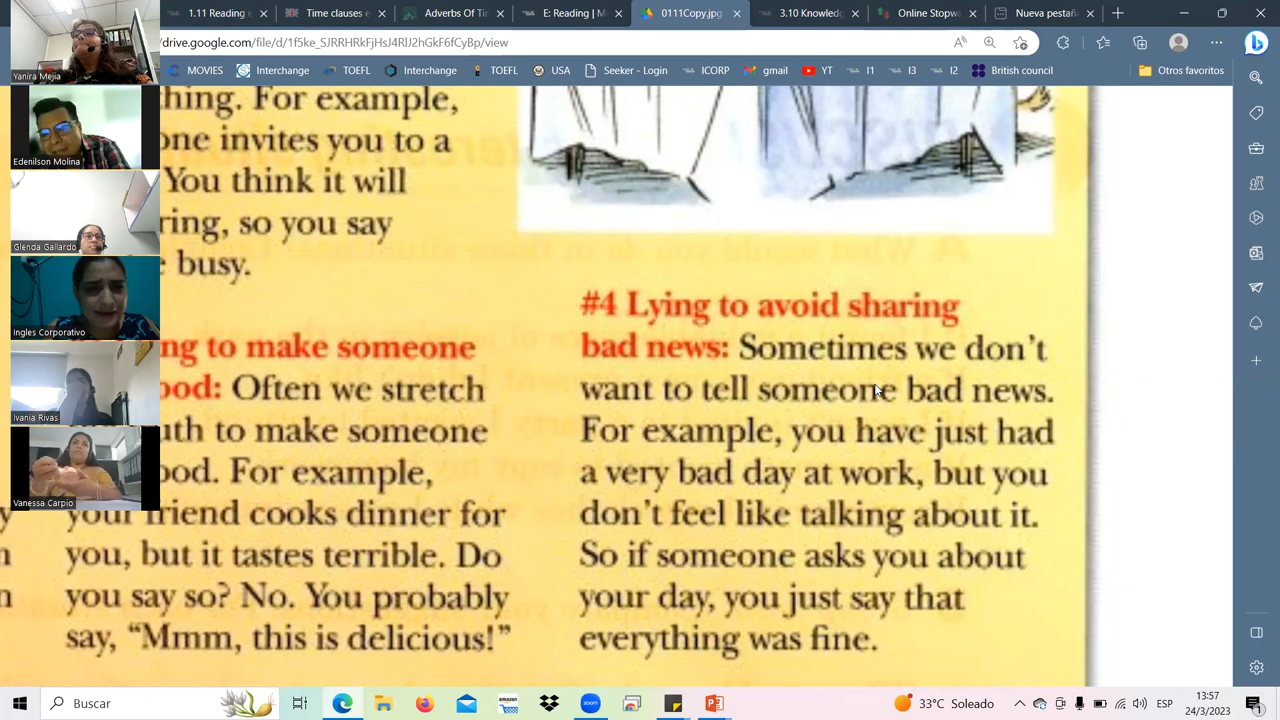 1.11 Reading e
Time clauses e
Adverbs Of Tir
E: Reading | M
0111Copy.jpg
3.10 Knowledg
Online Stopwa
Nueva pestañ
/drive.google.com/file/d/1f5ke_SJRRHRkFjHsJ4RlJ2hGkF6fCyBp/view
MOVIES
Interchange
TOEFL
Interchange
TOEFL
USA
Seeker - Login
ICORP
gmail
YT
I1
I3
I2
British council
Otros favoritos
Yanira Mejia
Edenilson Molina
Glenda Gallardo
Ingles Corporativo
Ivania Rivas
Vanessa Carpio
thing. For example,
one invites you to a
You think it will
ring, so you say
busy.
ng to make someone
od: Often we stretch
uth to make someone
ood. For example,
your friend cooks dinner for
you, but it tastes terrible. Do
you say so? No. You probably
say, “Mmm, this is delicious!”
#4 Lying to avoid sharing
bad news: Sometimes we don’t
want to tell someone bad news.
For example, you have just had
a very bad day at work, but you
don’t feel like talking about it.
So if someone asks you about
your day, you just say that
everything was fine.
Buscar
33°C Soleado
ESP
13:57
24/3/2023